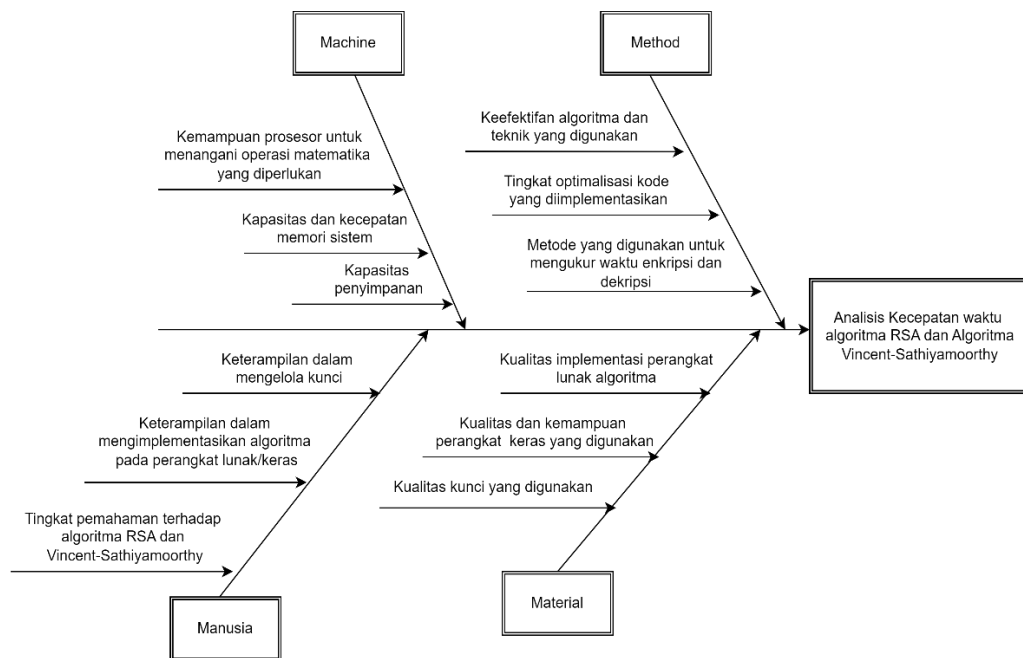 Machine
Method
Kemampuan prosesor untuk
menangani operasi matematika
yang diperlukan
Kapasitas dan kecepatan
memori sistem
Kapasitas
penyimpanan
Keefektifan algoritma dan
teknik yang digunakan
Tingkat optimalisasi kode
yang diimplementasikan
Metode yang digunakan untuk
mengukur waktu enkripsi dan
dekripsi
Analisis Kecepatan waktu
algoritma RSA dan Algoritma
Vincent-Sathiyamoorthy
Keterampilan dalam
mengelola kunci
Keterampilan dalam
mengimplementasikan algoritma
pada perangkat lunak/keras
Tingkat pemahaman terhadap
algoritma RSA dan
Vincent-Sathiyamoorthy
Kualitas implementasi perangkat
lunak algoritma
Kualitas dan kemampuan
perangkat keras yang digunakan
Kualitas kunci yang digunakan
Manusia
Material